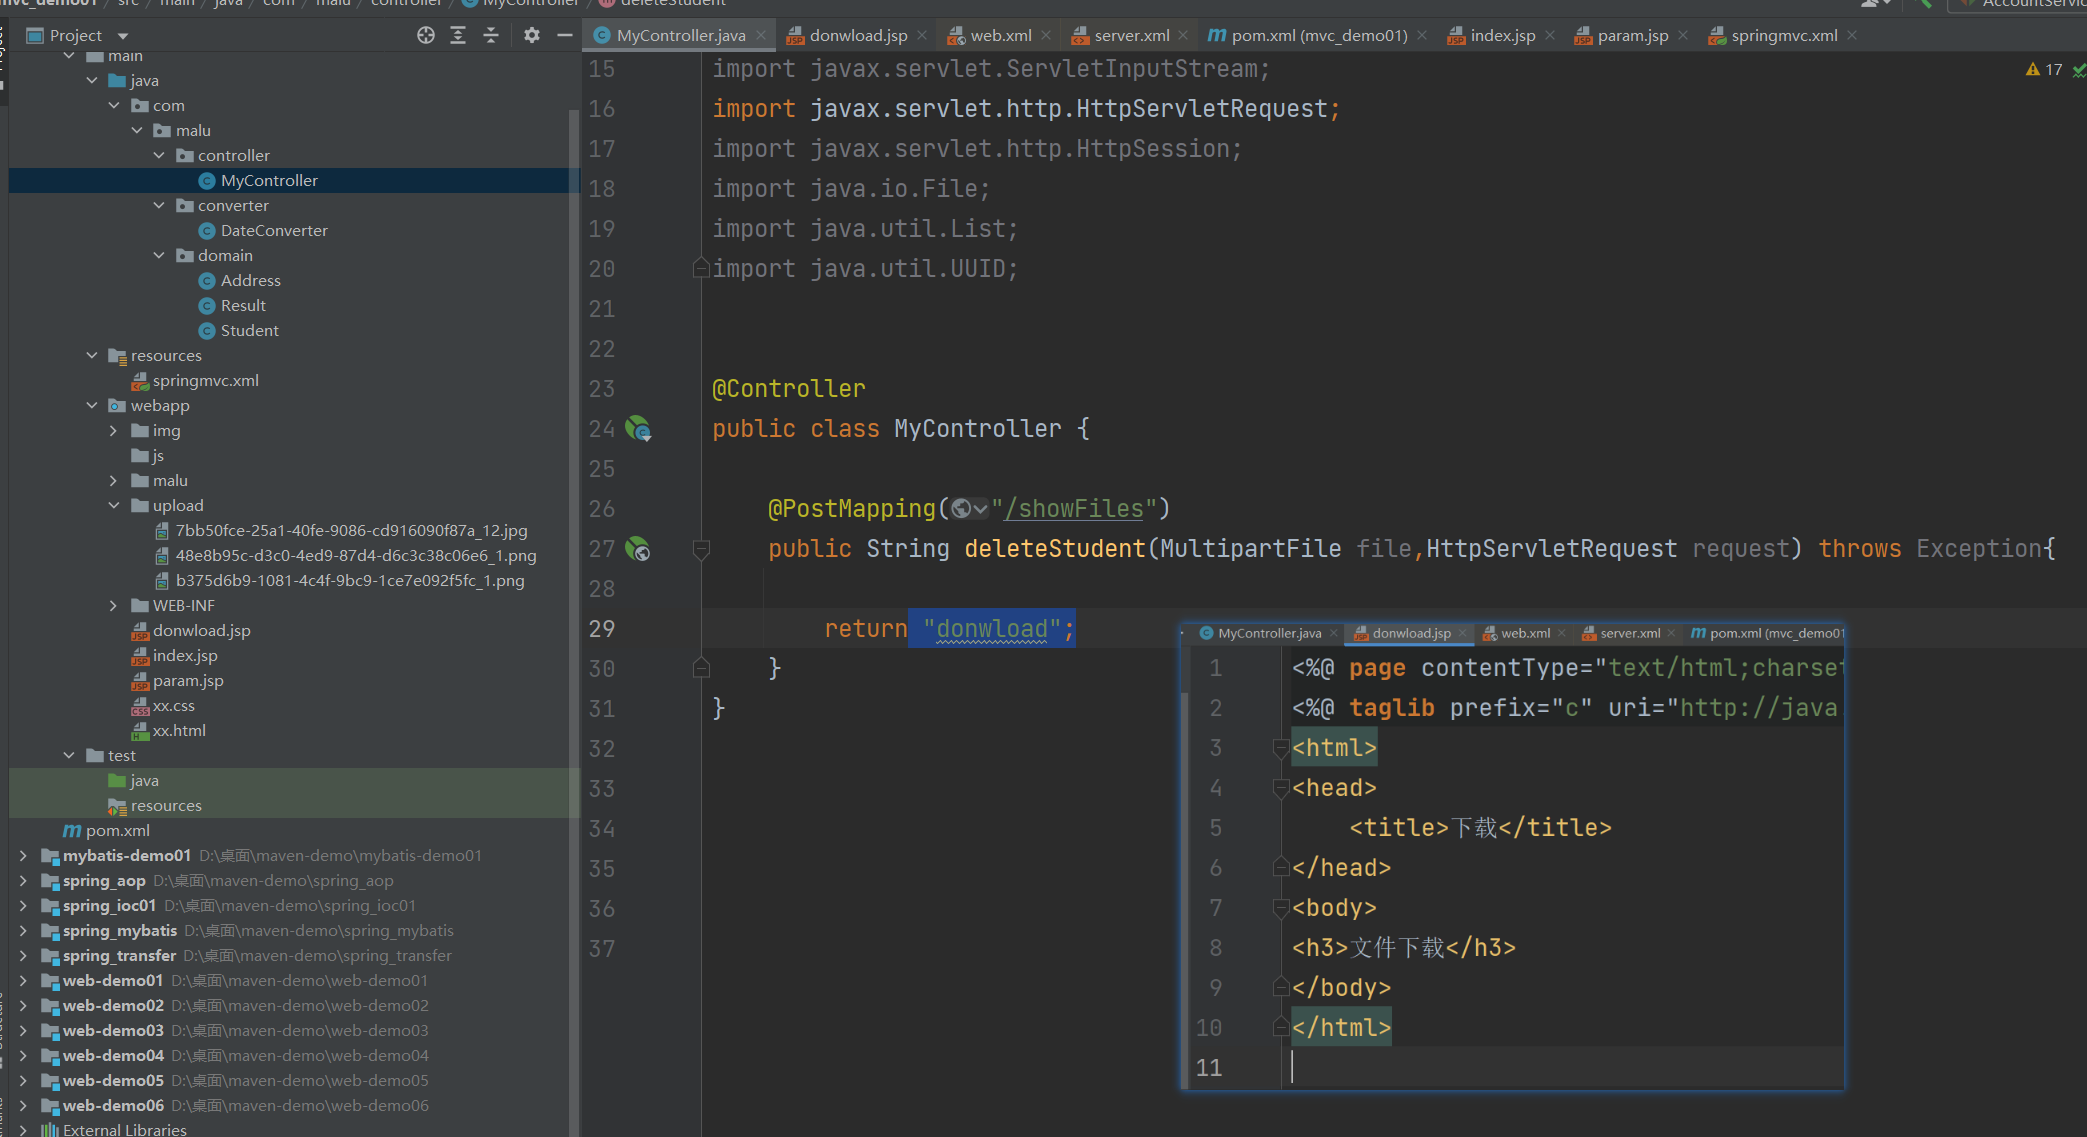 mvc_demo01 / src / main / java / com / malu / controller / MyController / deleteStudent
AccountServic
Project
MyController.java
donwload.jsp
web.xml
server.xml
pom.xml (mvc_demo01)
index.jsp
param.jsp
springmvc.xml
main
java
com
malu
controller
MyController
converter
DateConverter
domain
Address
Result
Student
resources
springmvc.xml
webapp
img
js
malu
upload
7bb50fce-25a1-40fe-9086-cd916090f87a_12.jpg
48e8b95c-d3c0-4ed9-87d4-d6c3c38c06e6_1.png
b375d6b9-1081-4c4f-9bc9-1ce7e092f5fc_1.png
WEB-INF
donwload.jsp
index.jsp
param.jsp
xx.css
xx.html
test
java
resources
pom.xml
mybatis-demo01 D:\桌面\maven-demo\mybatis-demo01
spring_aop D:\桌面\maven-demo\spring_aop
spring_ioc01 D:\桌面\maven-demo\spring_ioc01
spring_mybatis D:\桌面\maven-demo\spring_mybatis
spring_transfer D:\桌面\maven-demo\spring_transfer
web-demo01 D:\桌面\maven-demo\web-demo01
web-demo02 D:\桌面\maven-demo\web-demo02
web-demo03 D:\桌面\maven-demo\web-demo03
web-demo04 D:\桌面\maven-demo\web-demo04
web-demo05 D:\桌面\maven-demo\web-demo05
web-demo06 D:\桌面\maven-demo\web-demo06
External Libraries
17
15 import javax.servlet.ServletInputStream;
16 import javax.servlet.http.HttpServletRequest;
17 import javax.servlet.http.HttpSession;
18 import java.io.File;
19 import java.util.List;
20 import java.util.UUID;
21
22
23 @Controller
24 public class MyController {
25
26 @PostMapping("/showFiles")
27 public String deleteStudent(MultipartFile file,HttpServletRequest request) throws Exception{
28
29 return "donwload";
30 }
31 }
32
33
34
35
36
37
MyController.java
donwload.jsp
web.xml
server.xml
pom.xml (mvc_demo01
1 <%@ page contentType="text/html;charset
2 <%@ taglib prefix="c" uri="http://java.
3 <html>
4 <head>
5 <title>下载</title>
6 </head>
7 <body>
8 <h3>文件下载</h3>
9 </body>
10 </html>
11